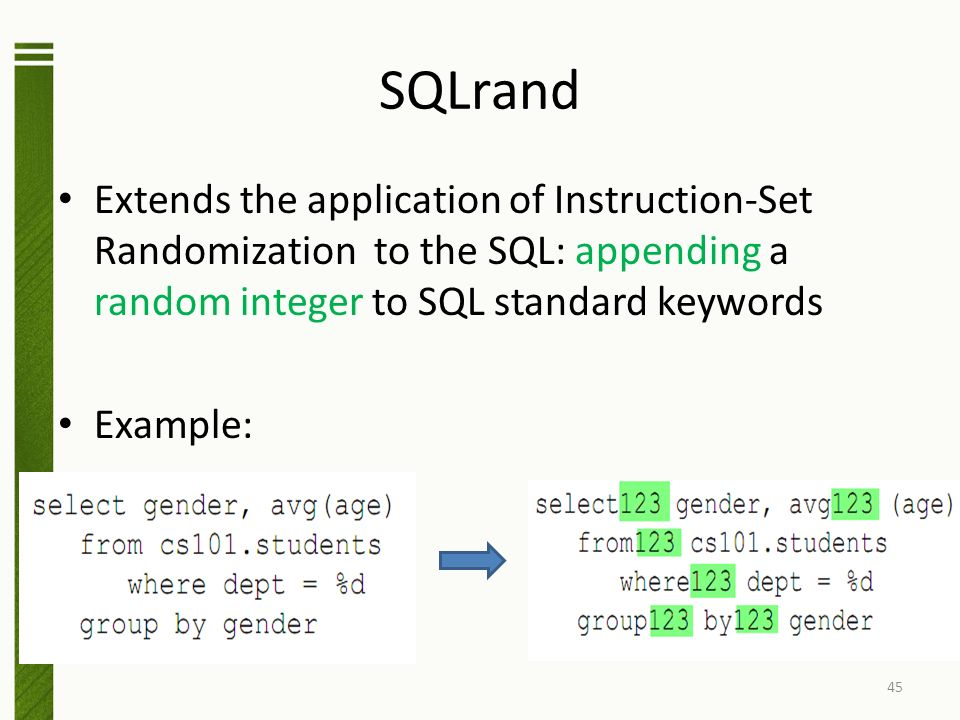 SQLrand
• Extends the application of Instruction-Set
Randomization to the SQL: appending a
random integer to SQL standard keywords
• Example:
select gender, avg(age)
from cs101.students
where dept = %d
group by gender
select123 gender, avg123 (age)
from123 cs101.students
where123 dept = %d
group123 by123 gender
45